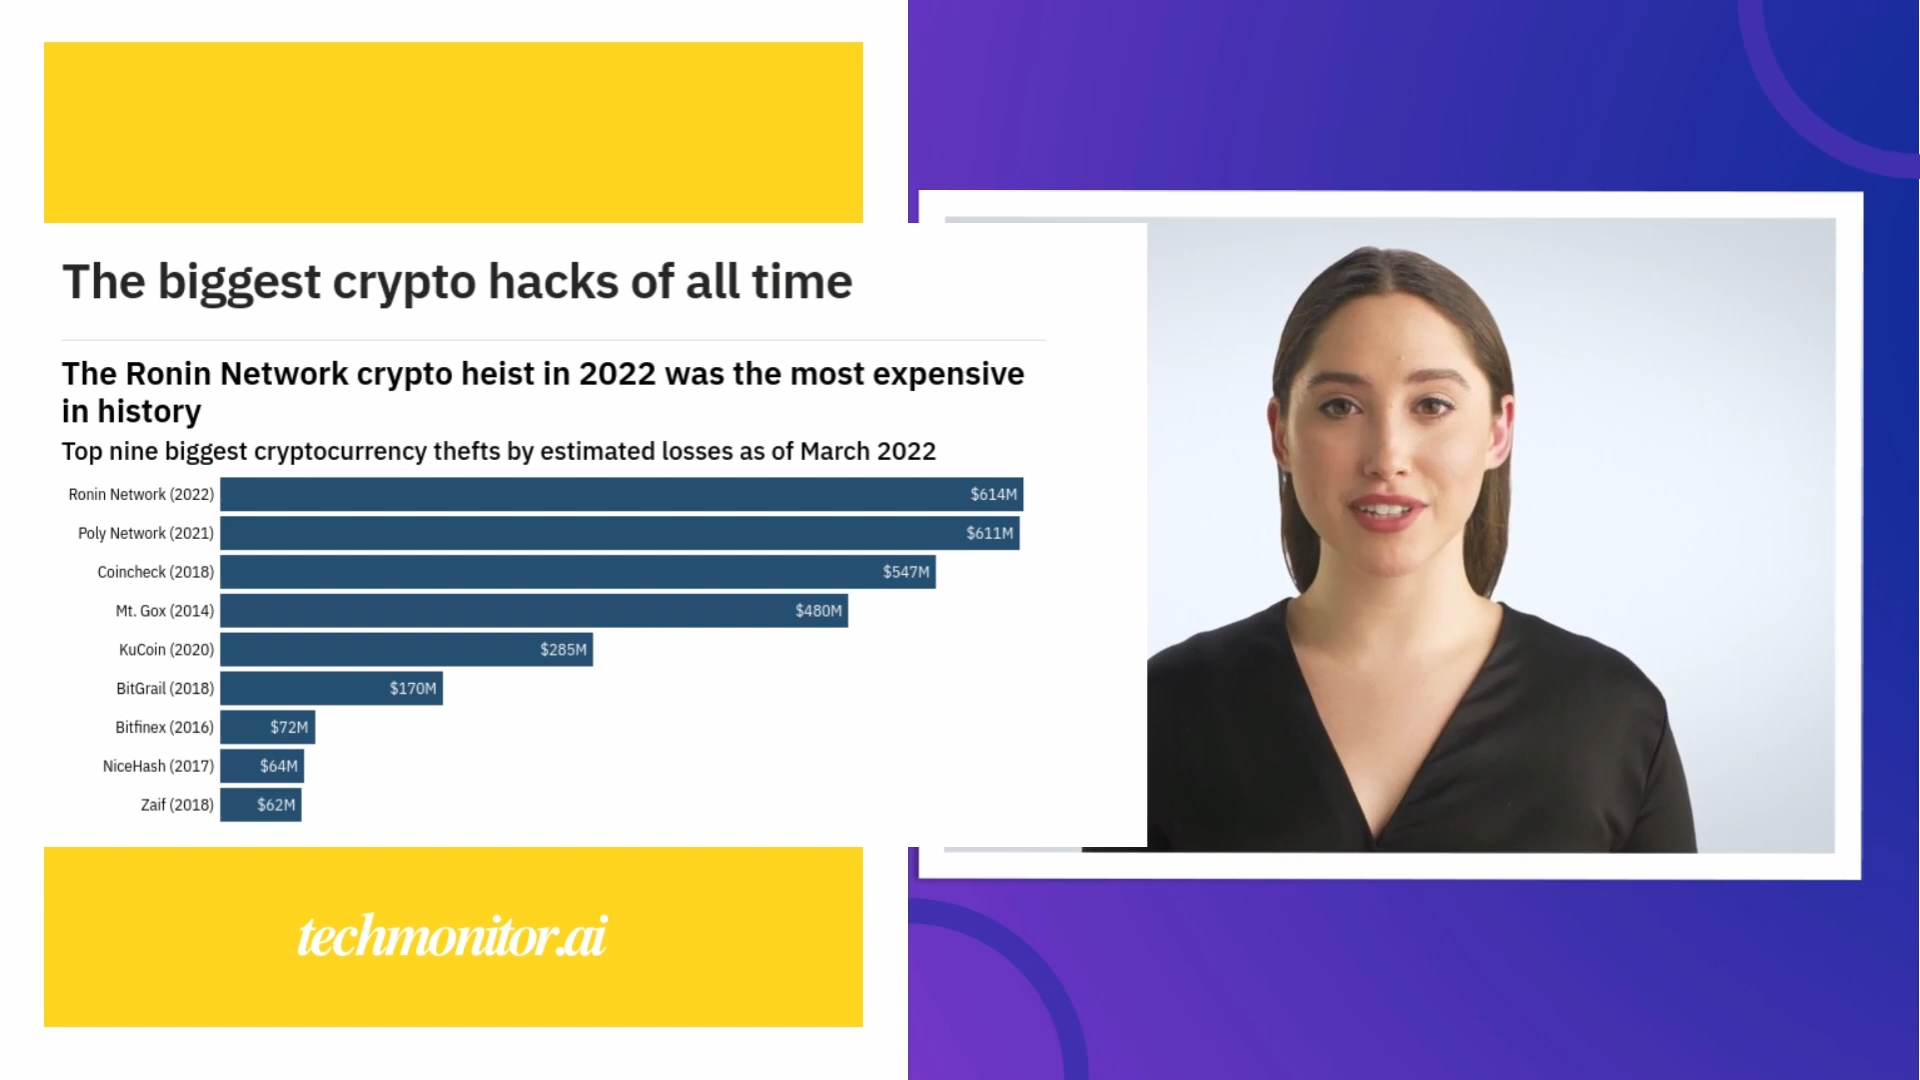 The biggest crypto hacks of all time
The Ronin Network crypto heist in 2022 was the most expensive
in history
Top nine biggest cryptocurrency thefts by estimated losses as of March 2022
Ronin Network (2022) $614M
Poly Network (2021) $611M
Coincheck (2018) $547M
Mt. Gox (2014) $480M
KuCoin (2020) $285M
BitGrail (2018) $170M
Bitfinex (2016) $72M
NiceHash (2017) $64M
Zaif (2018) $62M
techmonitor.ai